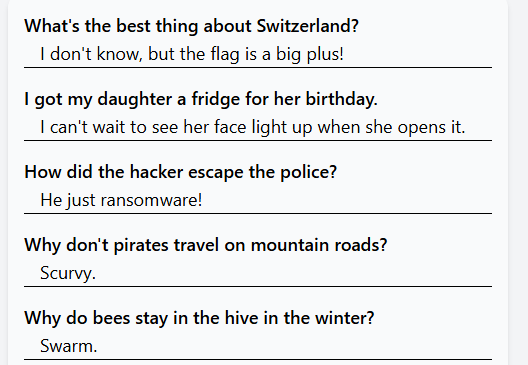 What's the best thing about Switzerland?
I don't know, but the flag is a big plus!
I got my daughter a fridge for her birthday.
I can't wait to see her face light up when she opens it.
How did the hacker escape the police?
He just ransomware!
Why don't pirates travel on mountain roads?
Scurvy.
Why do bees stay in the hive in the winter?
Swarm.